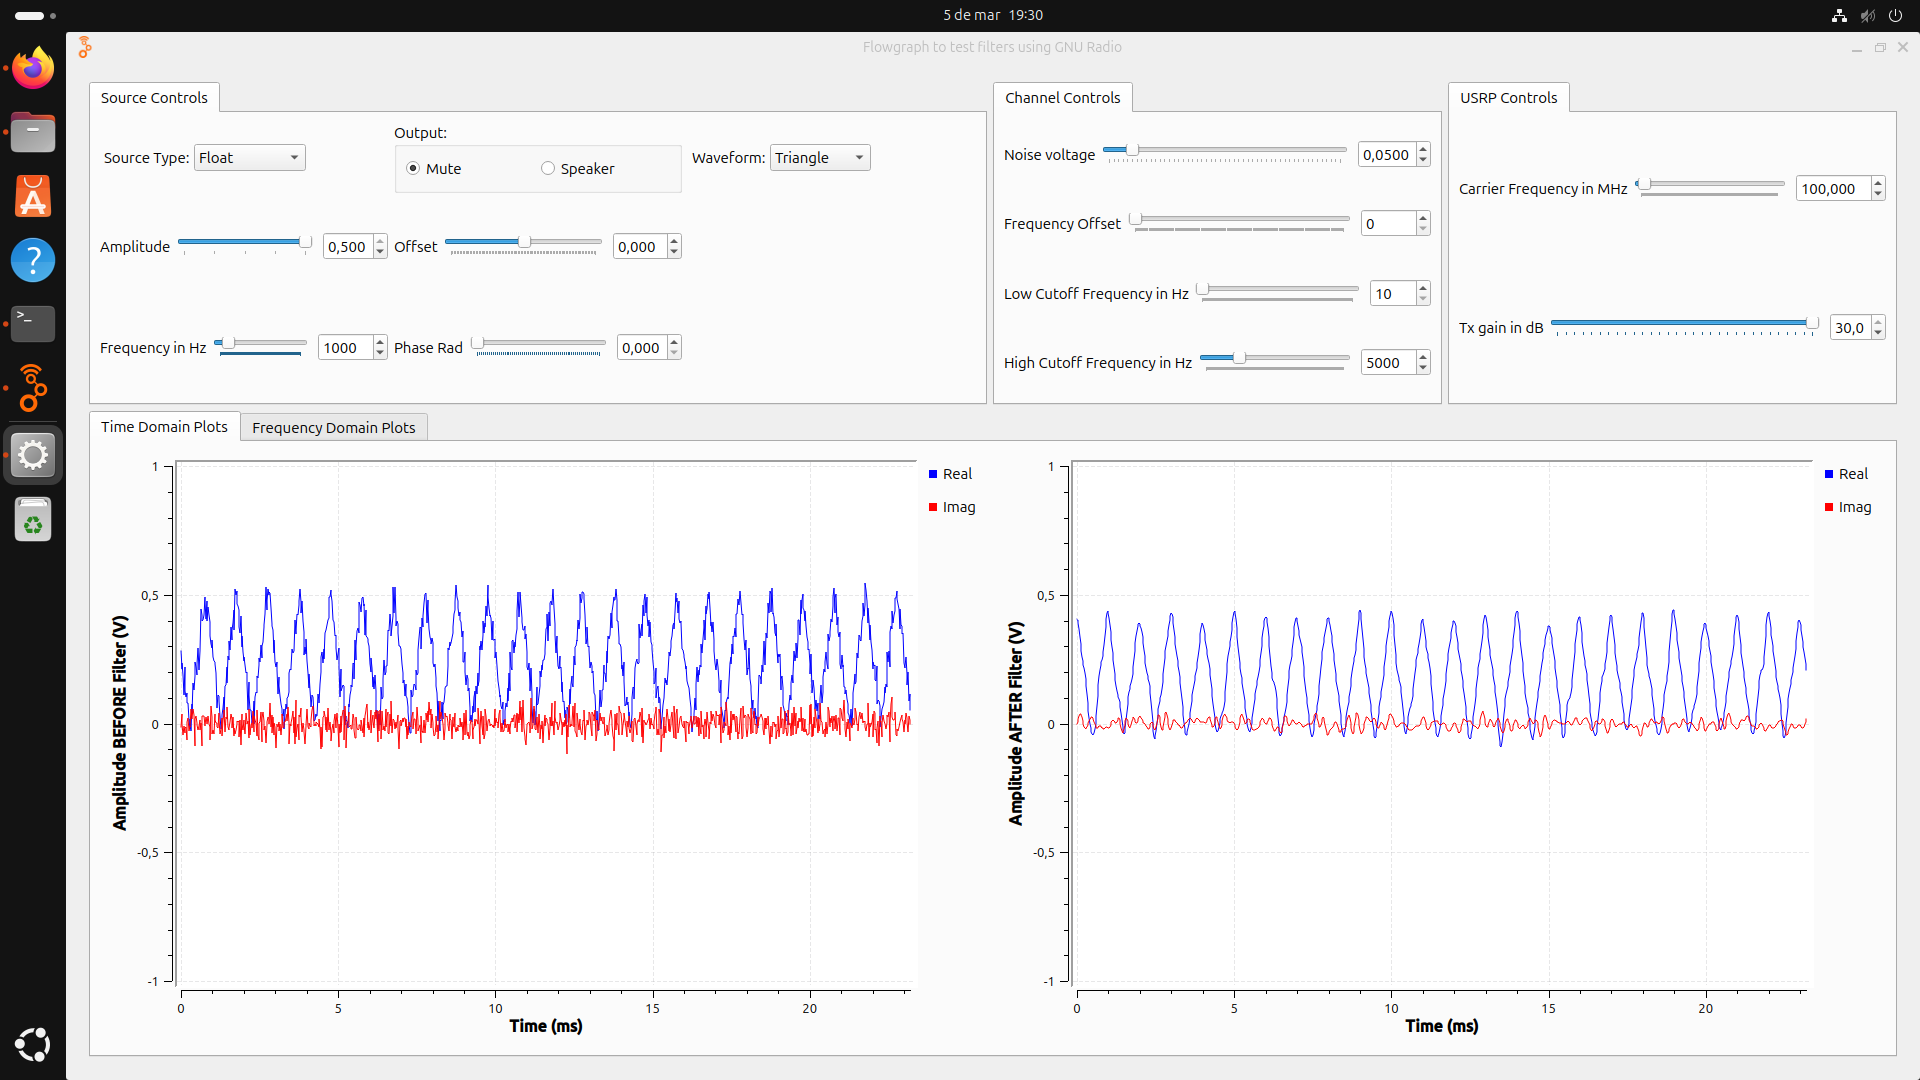 5 de mar 19:30
Flowgraph to test filters using GNU Radio
Source Controls
Source Type: Float
Output:
Mute
Speaker
Waveform: Triangle
Amplitude 0,500
Offset 0,000
Frequency in Hz 1000
Phase Rad 0,000
Channel Controls
Noise voltage 0,0500
Frequency Offset 0
Low Cutoff Frequency in Hz 10
High Cutoff Frequency in Hz 5000
USRP Controls
Carrier Frequency in MHz 100,000
Tx gain in dB 30,0
Time Domain Plots
Frequency Domain Plots
Amplitude BEFORE Filter (V)
1
0,5
0
-0,5
-1
0 5 10 15 20
Time (ms)
Real
Imag
Amplitude AFTER Filter (V)
1
0,5
0
-0,5
-1
0 5 10 15 20
Time (ms)
Real
Imag